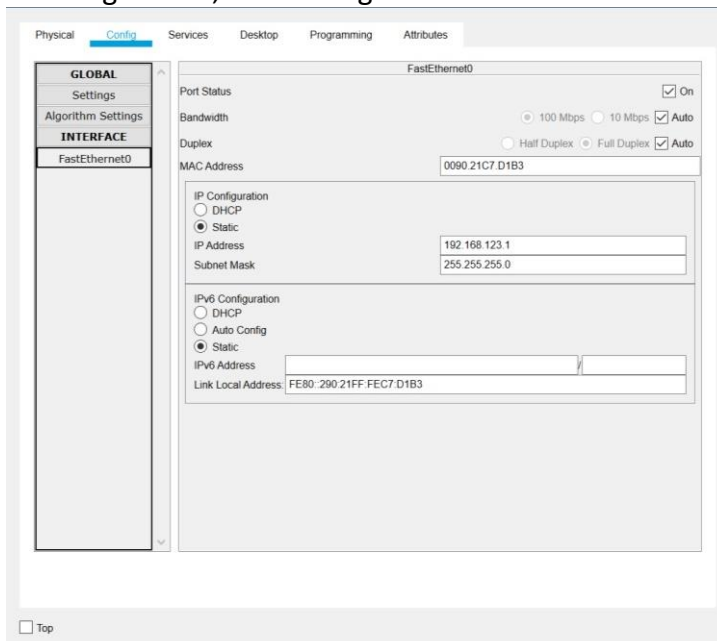 Physical Config Services Desktop Programming Attributes
GLOBAL
Settings
Algorithm Settings
INTERFACE
FastEthernet0
FastEthernet0
Port Status On
Bandwidth 100 Mbps 10 Mbps Auto
Duplex Half Duplex Full Duplex Auto
MAC Address 0090.21C7.D1B3
IP Configuration
DHCP
Static
IP Address 192.168.123.1
Subnet Mask 255.255.255.0
IPv6 Configuration
DHCP
Auto Config
Static
IPv6 Address /
Link Local Address: FE80::290:21FF:FEC7:D1B3
Top